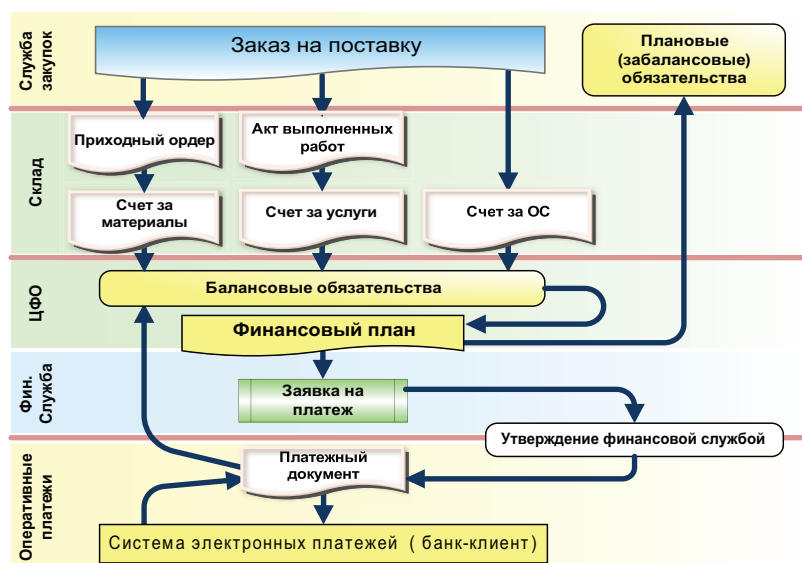 Служба
закупок
Заказ на поставку
Плановые
(забалансовые)
обязательства
Склад
Приходный ордер
Акт выполненных
работ
Счет за
материалы
Счет за услуги
Счет за ОС
ЦФО
Балансовые обязательства
Финансовый план
Фин.
Служба
Заявка на
платеж
Утверждение финансовой службой
Оперативные
платежи
Платежный
документ
Система электронных платежей ( банк-клиент)